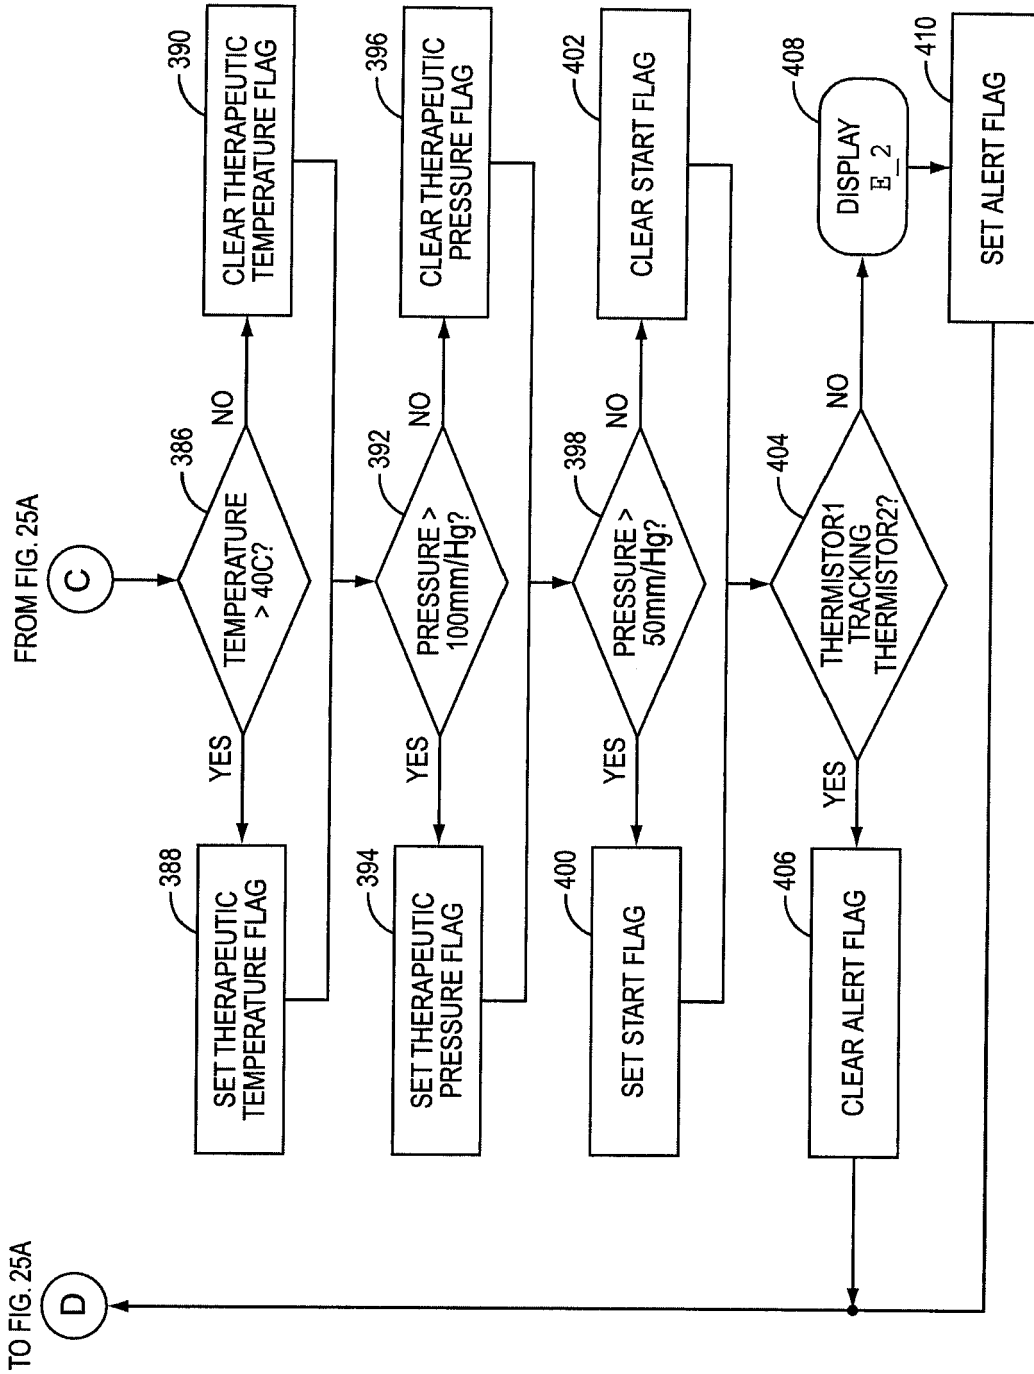 FROM FIG. 25A
C
TO FIG. 25A
D
386
TEMPERATURE
> 40C?
YES
NO
388
SET THERAPEUTIC
TEMPERATURE FLAG
390
CLEAR THERAPEUTIC
TEMPERATURE FLAG
392
PRESSURE >
100mm/Hg?
YES
NO
394
SET THERAPEUTIC
PRESSURE FLAG
396
CLEAR THERAPEUTIC
PRESSURE FLAG
398
PRESSURE >
50mm/Hg?
YES
NO
400
SET START FLAG
402
CLEAR START FLAG
404
THERMISTOR1
TRACKING
THERMISTOR2?
YES
NO
406
CLEAR ALERT FLAG
408
DISPLAY
E_2
410
SET ALERT FLAG